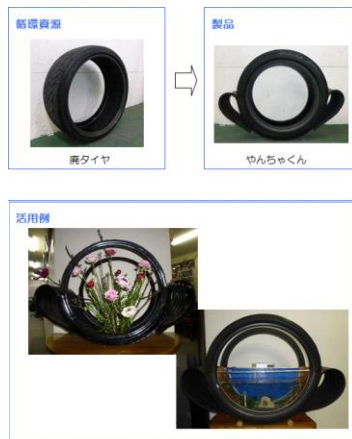 循環資源
製品
廃タイヤ
やんちゃくん
活用例